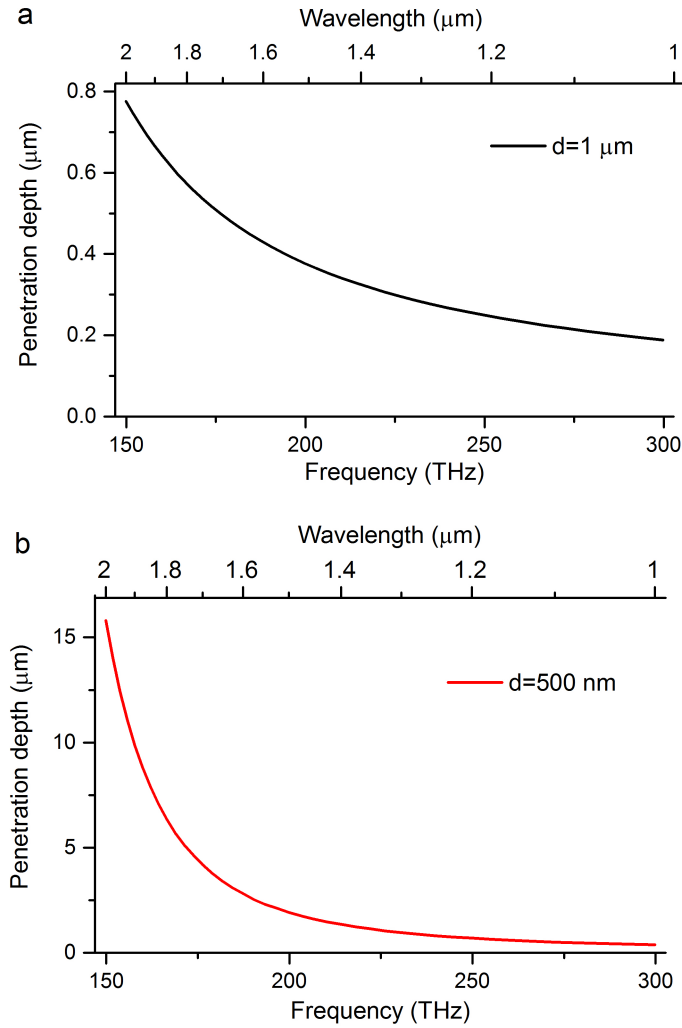 a
Wavelength (μm)
2 1.8 1.6 1.4 1.2 1
0.8
0.6
0.4
0.2
0.0
Penetration depth (μm)
d=1 μm
150 200 250 300
Frequency (THz)
b
Wavelength (μm)
2 1.8 1.6 1.4 1.2 1
15
10
5
0
Penetration depth (μm)
d=500 nm
150 200 250 300
Frequency (THz)